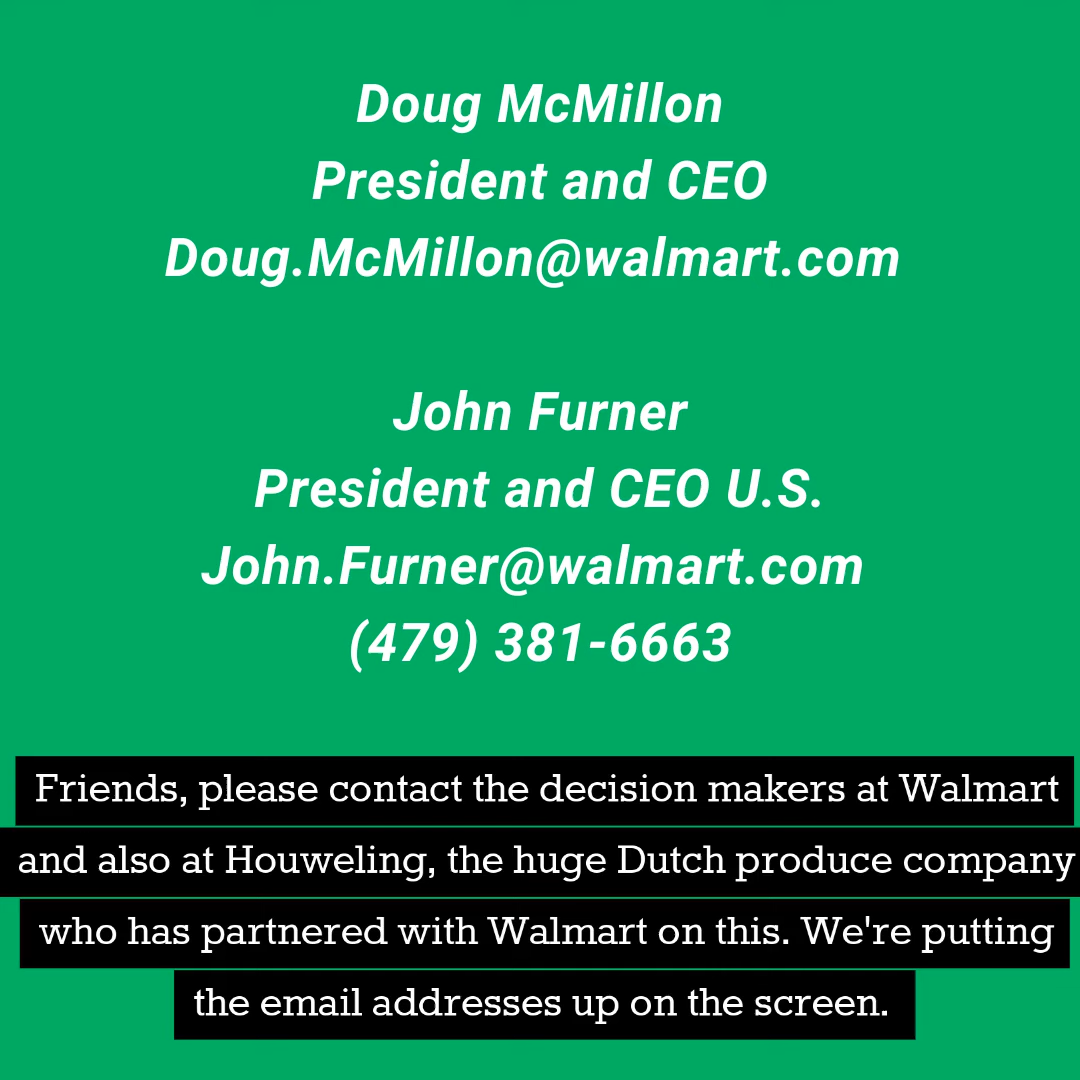 Doug McMillon
President and CEO
Doug.McMillon@walmart.com
John Furner
President and CEO U.S.
John.Furner@walmart.com
(479) 381-6663
Friends, please contact the decision makers at Walmart
and also at Houweling, the huge Dutch produce company
who has partnered with Walmart on this. We're putting
the email addresses up on the screen.